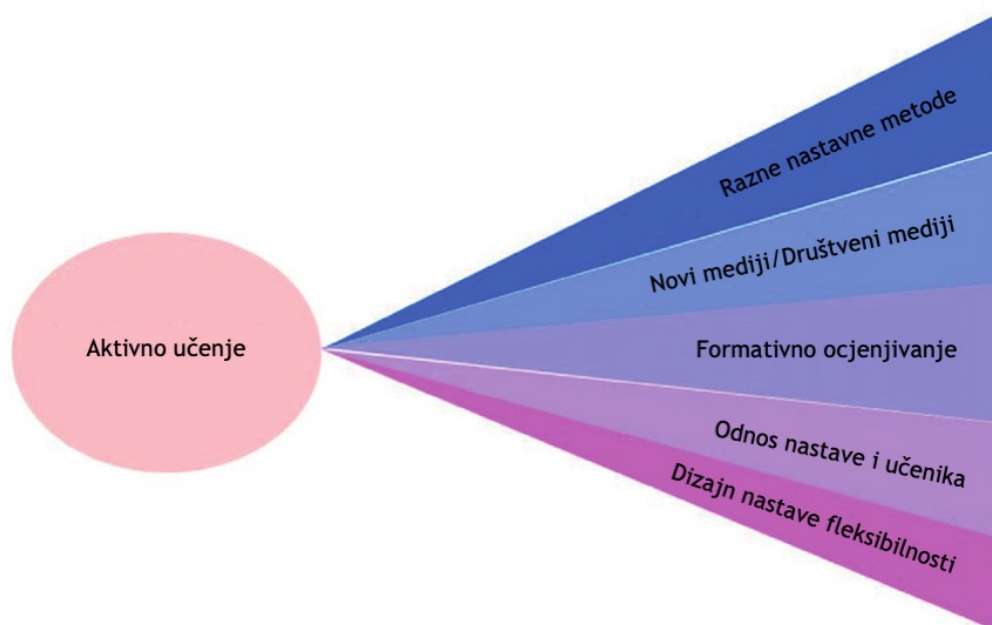 Aktivno učenje
Razne nastavne metode
Novi mediji/Društveni mediji
Formativno ocjenjivanje
Odnos nastave i učenika
Dizajn nastave fleksibilnosti